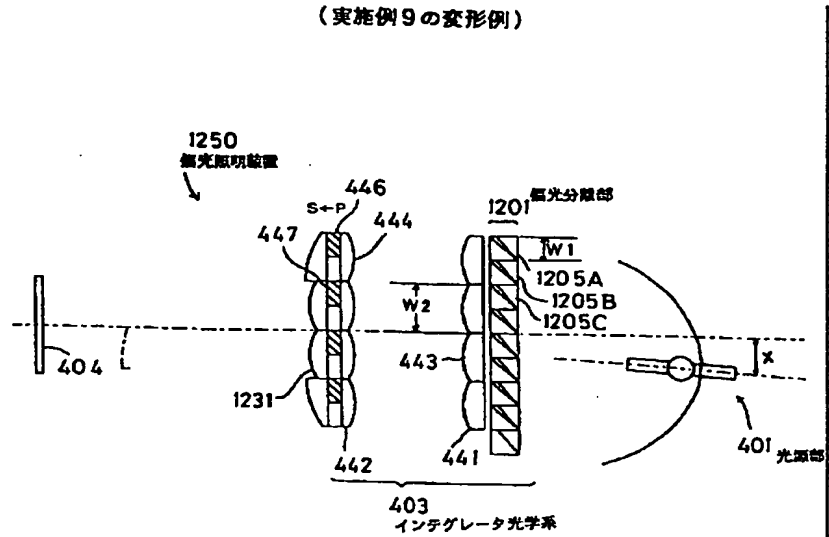 (実施例9の変形例)
1250
偏光照明装置
446
S←P
444
447
1201 偏光分離部
W1
1205A
1205B
1205C
W2
443
X
404
L
1231
442
441
401 光源部
403
インテグレータ光学系